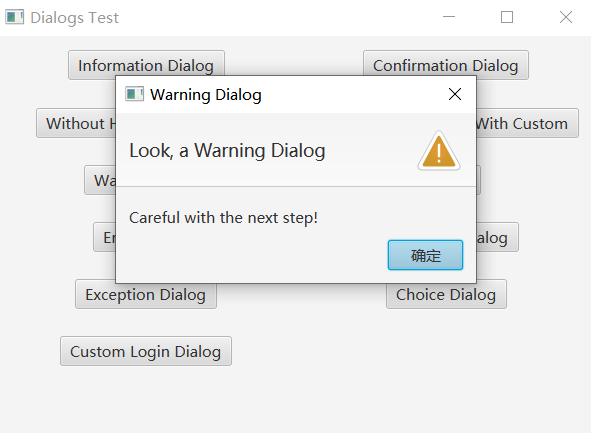 Dialogs Test
Information Dialog
Confirmation Dialog
Warning Dialog
Without
With Custom
Look, a Warning Dialog
Careful with the next step!
确定
Exception Dialog
Choice Dialog
Custom Login Dialog